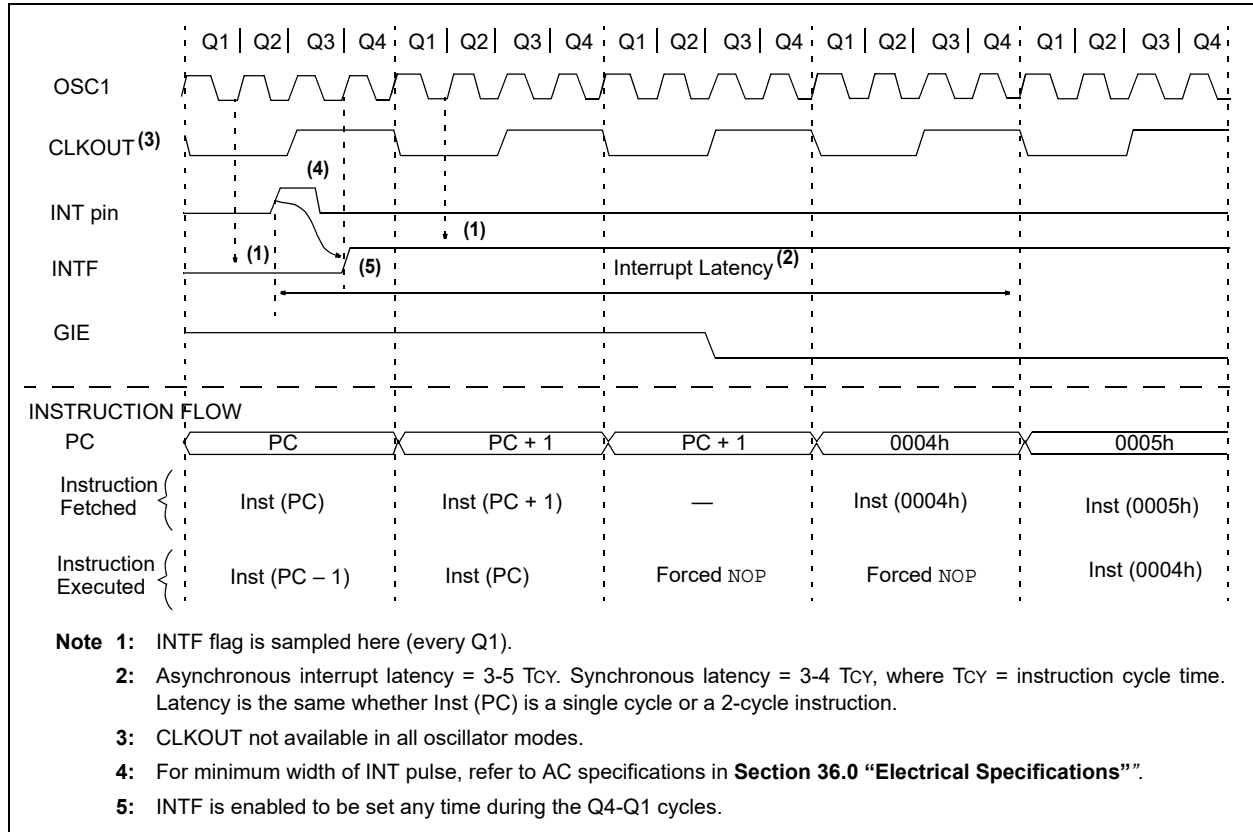 Q1 Q2 Q3 Q4 Q1 Q2 Q3 Q4 Q1 Q2 Q3 Q4 Q1 Q2 Q3 Q4 Q1 Q2 Q3 Q4
OSC1
CLKOUT (3)
(4)
INT pin
(1)
(1)
INTF
(5)
Interrupt Latency (2)
GIE
INSTRUCTION FLOW
PC PC PC + 1 PC + 1 0004h 0005h
Instruction
Fetched
Inst (PC) Inst (PC + 1) — Inst (0004h) Inst (0005h)
Instruction
Executed
Inst (PC – 1) Inst (PC) Forced NOP Forced NOP Inst (0004h)
Note 1: INTF flag is sampled here (every Q1).
2: Asynchronous interrupt latency = 3-5 TCY. Synchronous latency = 3-4 TCY, where TCY = instruction cycle time.
Latency is the same whether Inst (PC) is a single cycle or a 2-cycle instruction.
3: CLKOUT not available in all oscillator modes.
4: For minimum width of INT pulse, refer to AC specifications in Section 36.0 “Electrical Specifications””.
5: INTF is enabled to be set any time during the Q4-Q1 cycles.